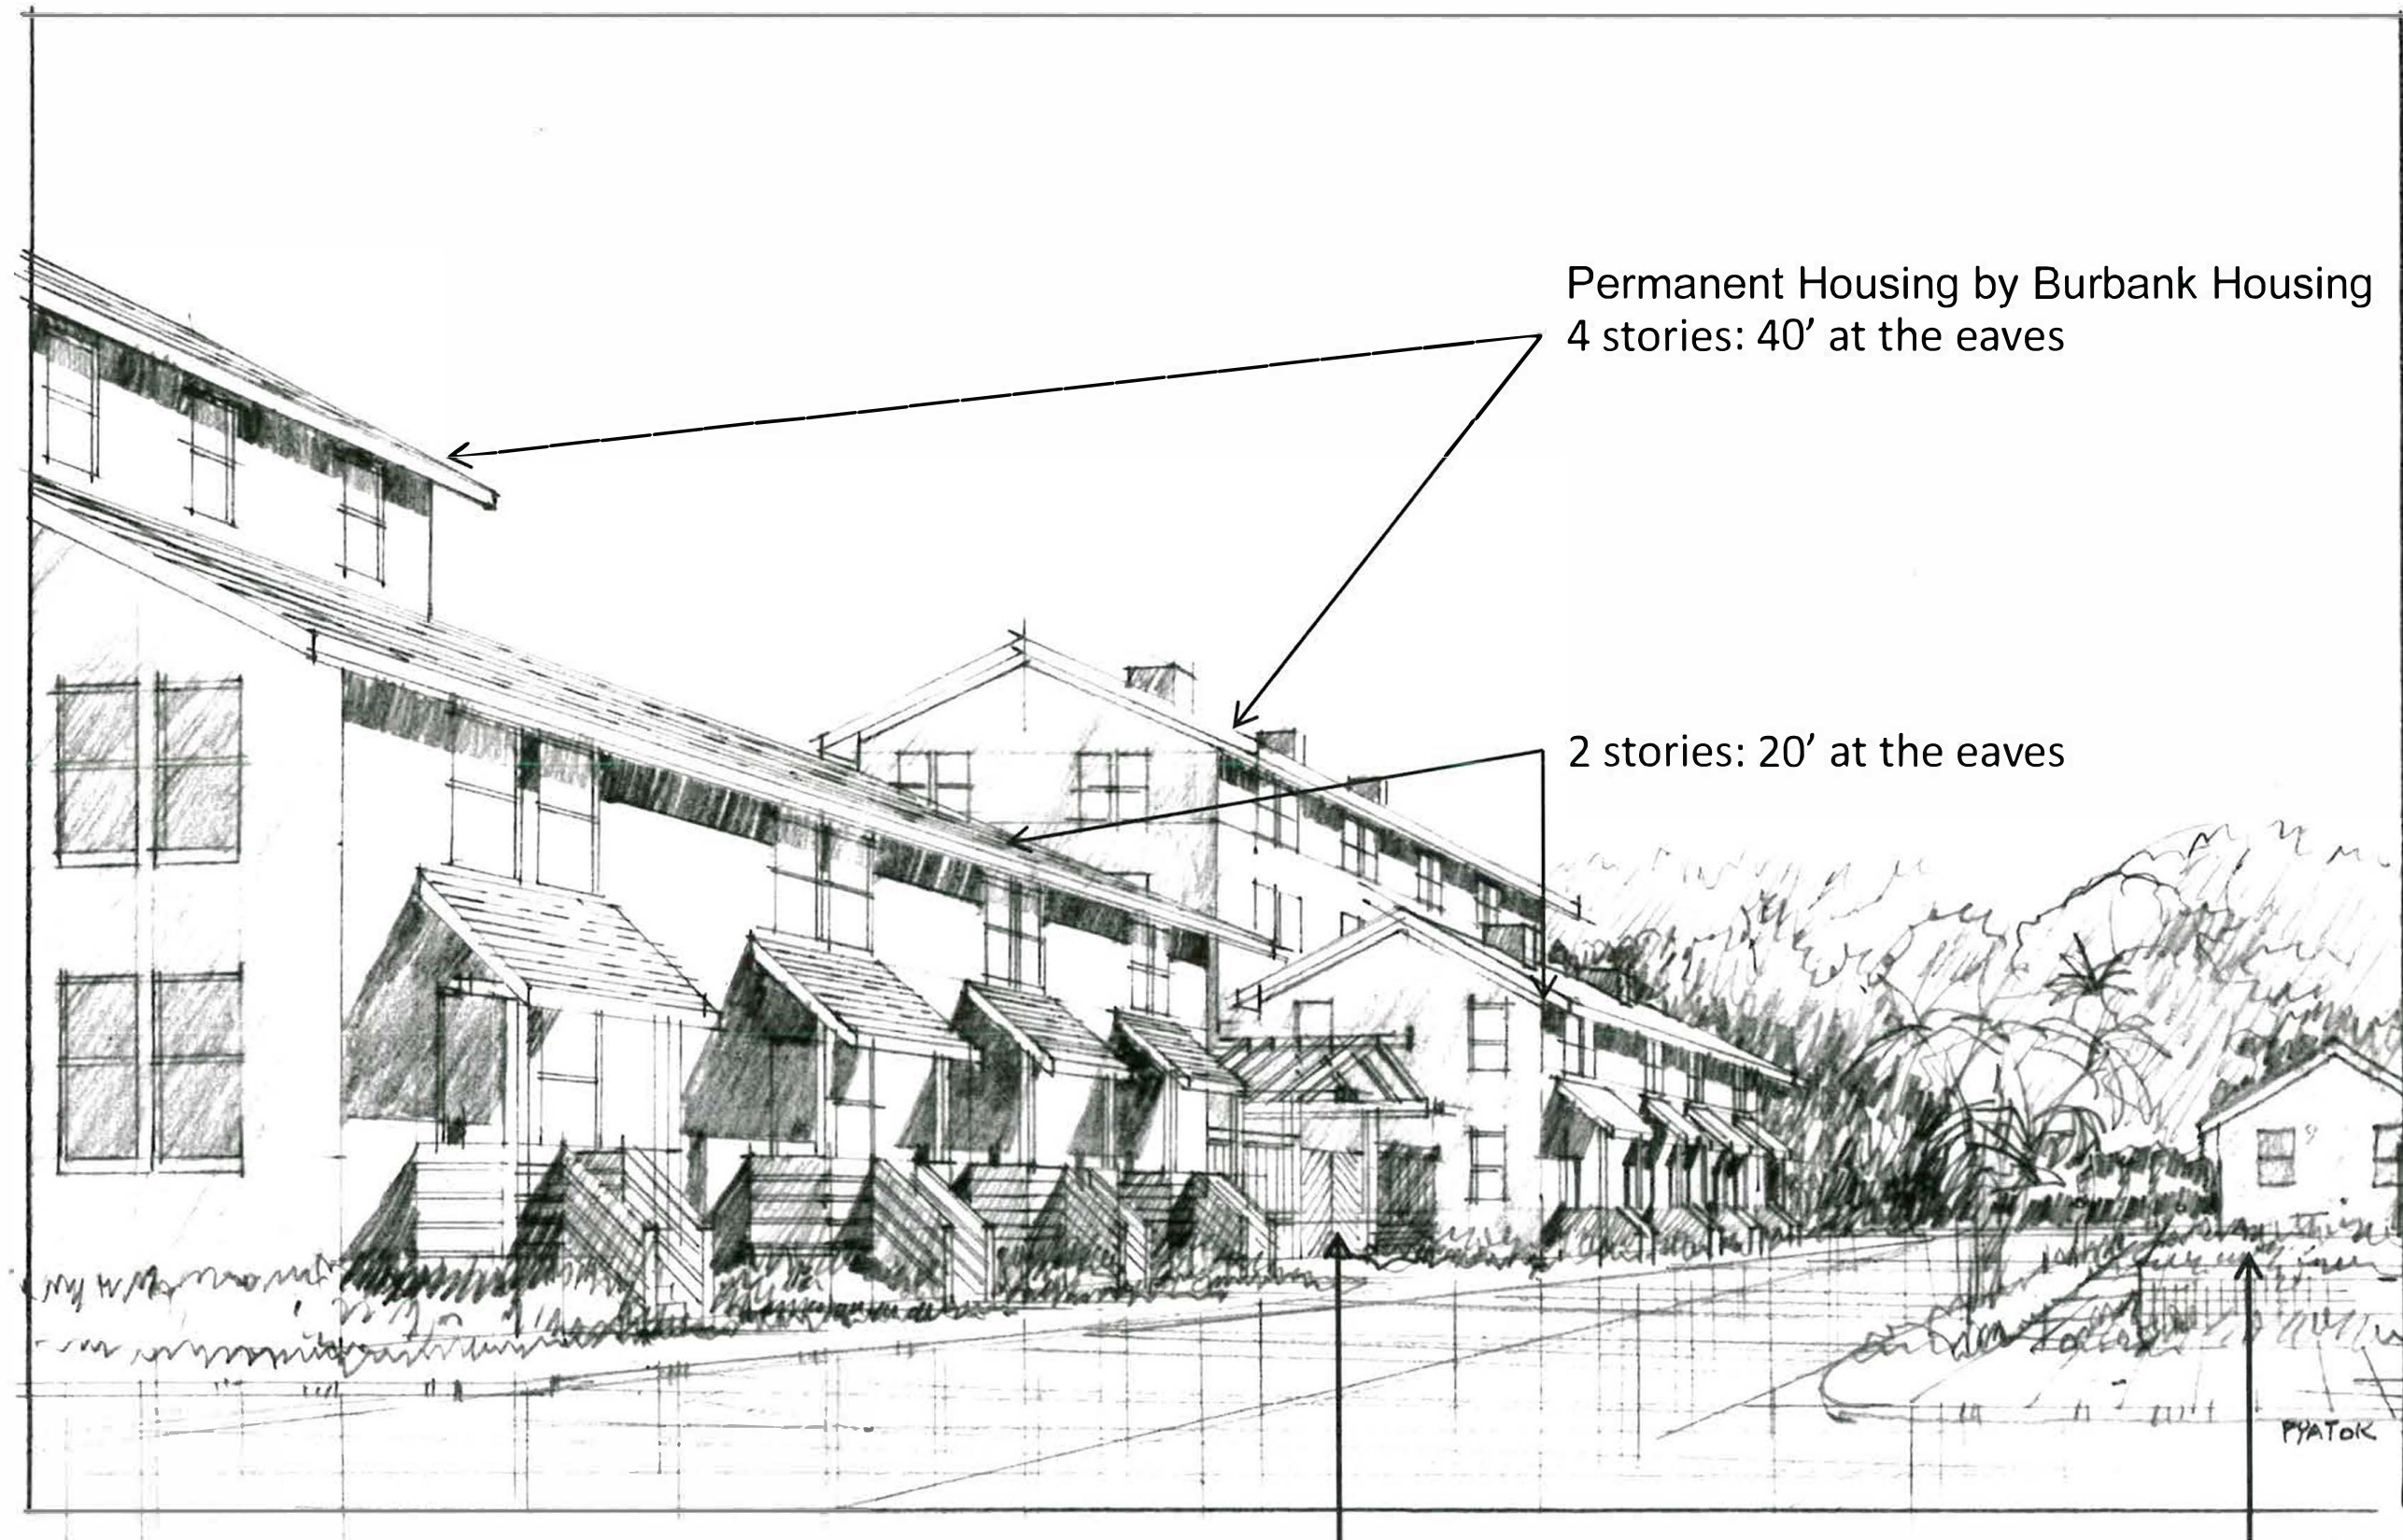 Permanent Housing by Burbank Housing
4 stories: 40’ at the eaves
2 stories: 20’ at the eaves
PYATOK